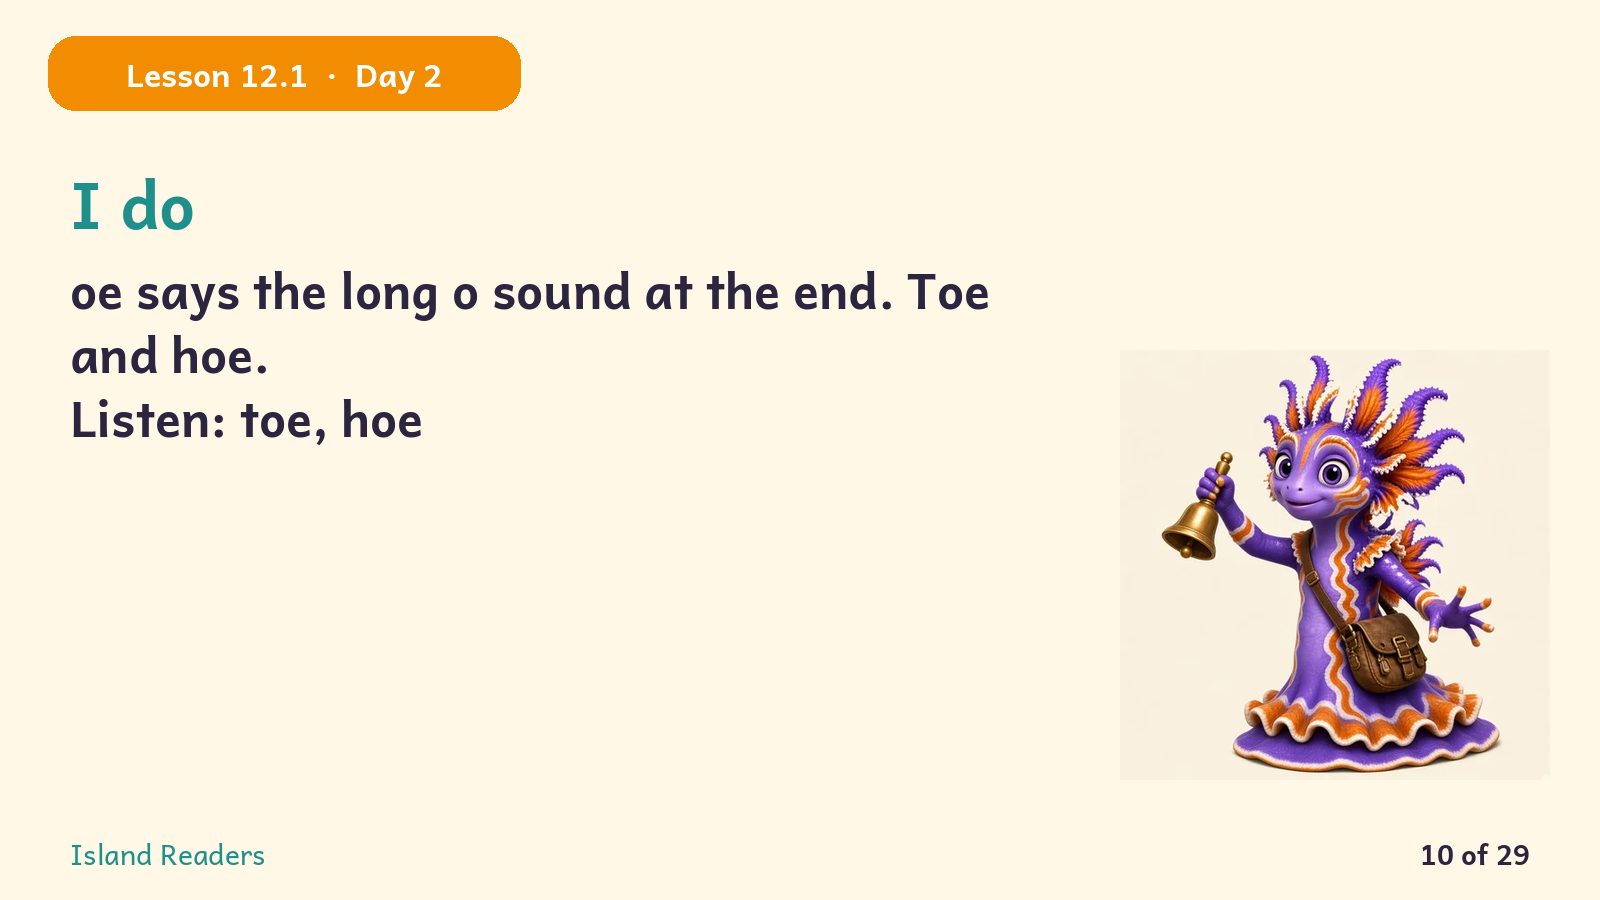 Lesson 12.1 · Day 2
I do
oe says the long o sound at the end. Toe
and hoe.
Listen: toe, hoe
Island Readers
10 of 29